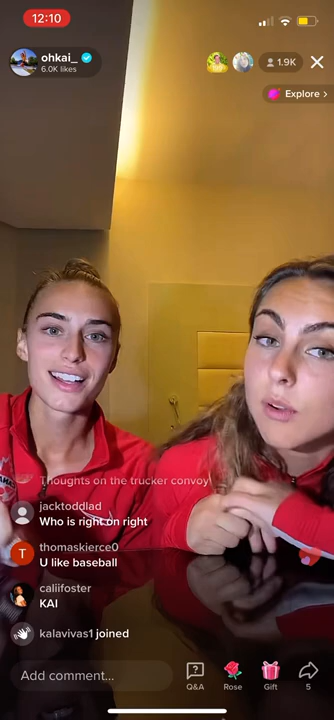 12:10
ohkai_
6.0K likes
1.9K
Explore >
Thoughts on the trucker convoy
jacktoddlad
Who is right on right
thomaskierce0
U like baseball
caliifoster
KAI
kalavivas1 joined
Add comment...
Q&A
Rose
Gift
5